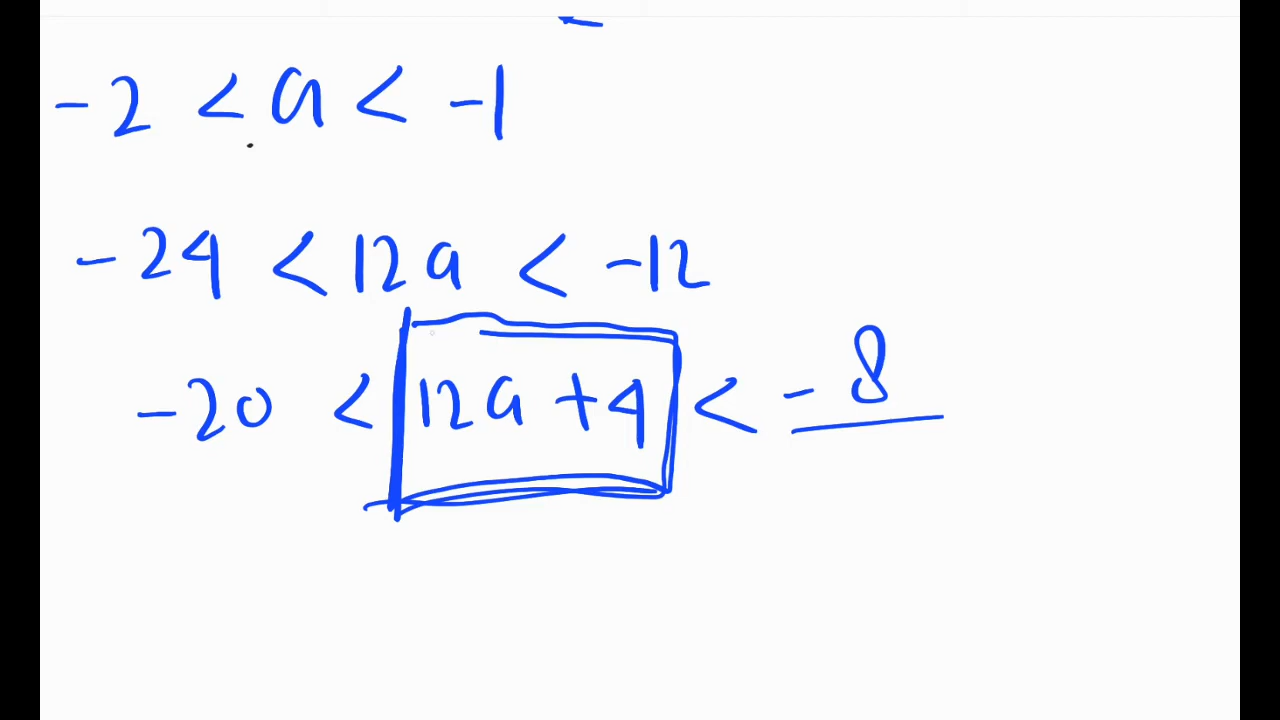 -2 < a < -1
-24 < 12a < -12
-20 < 12a + 4 < -8